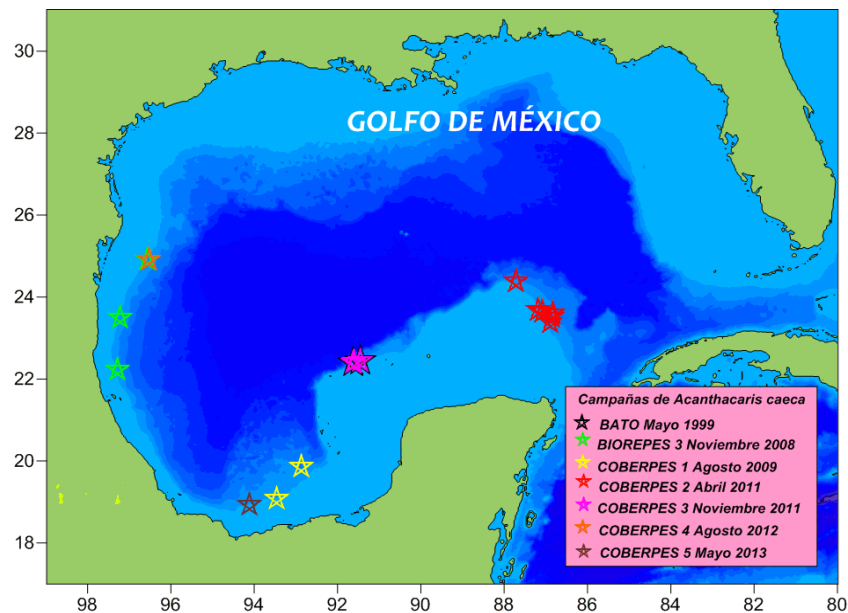 30
28
GOLFO DE MÉXICO
26
24
22
20
18
Campañas de Acanthacaris caeca
BATO Mayo 1999
BIOREPES 3 Noviembre 2008
COBERPES 1 Agosto 2009
COBERPES 2 Abril 2011
COBERPES 3 Noviembre 2011
COBERPES 4 Agosto 2012
COBERPES 5 Mayo 2013
98 96 94 92 90 88 86 84 82 80